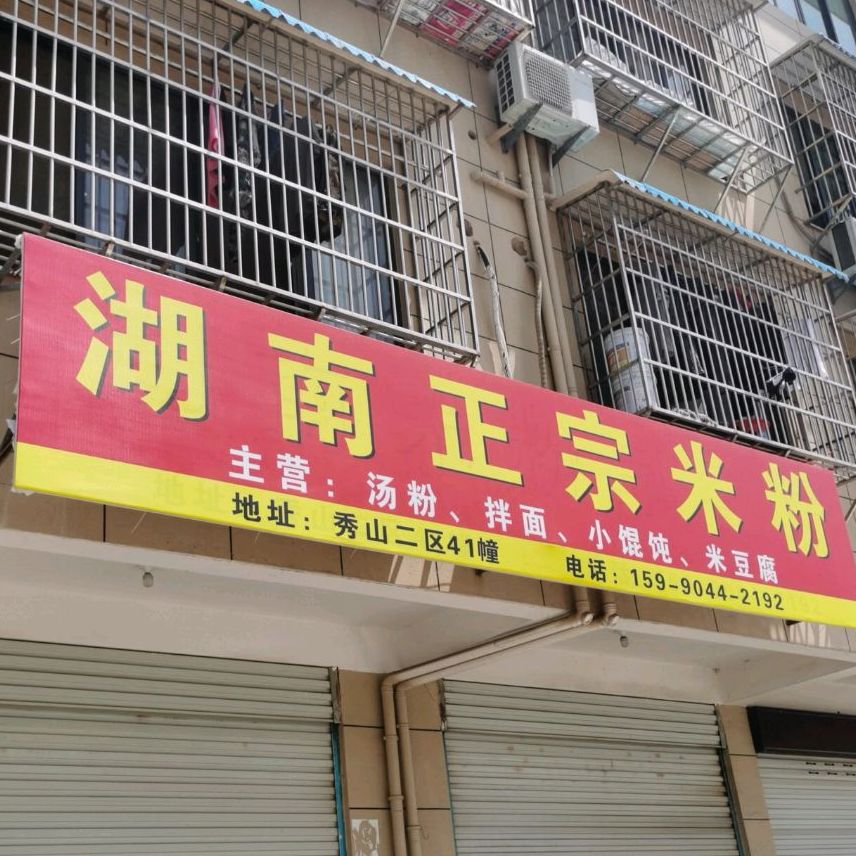 湖南正宗米粉
主营：汤粉、拌面、小馄饨、米豆腐
地址：秀山二区41幢 电话：159-9044-2192